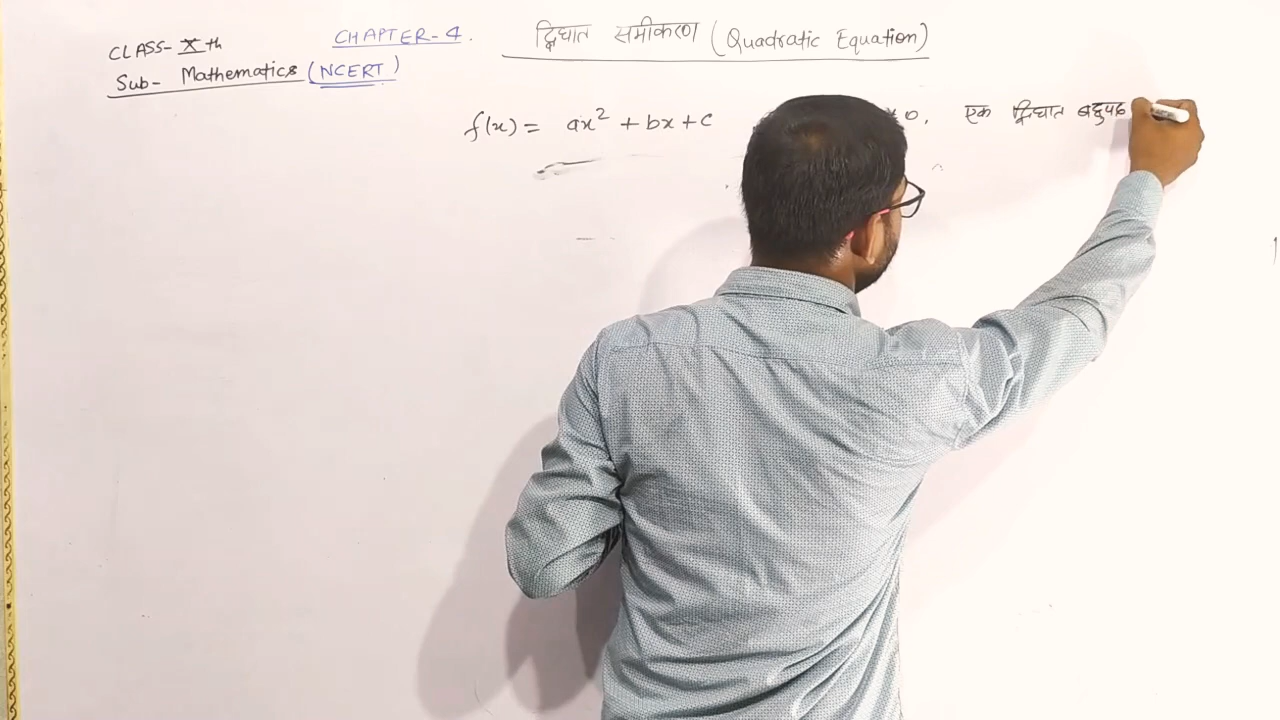 CLASS- Xth
CHAPTER-4.
द्विघात समीकरण (Quadratic Equation)
Sub- Mathematics (NCERT)
f(x) = ax² + bx + c ≠ 0, एक द्विघात बहुपद